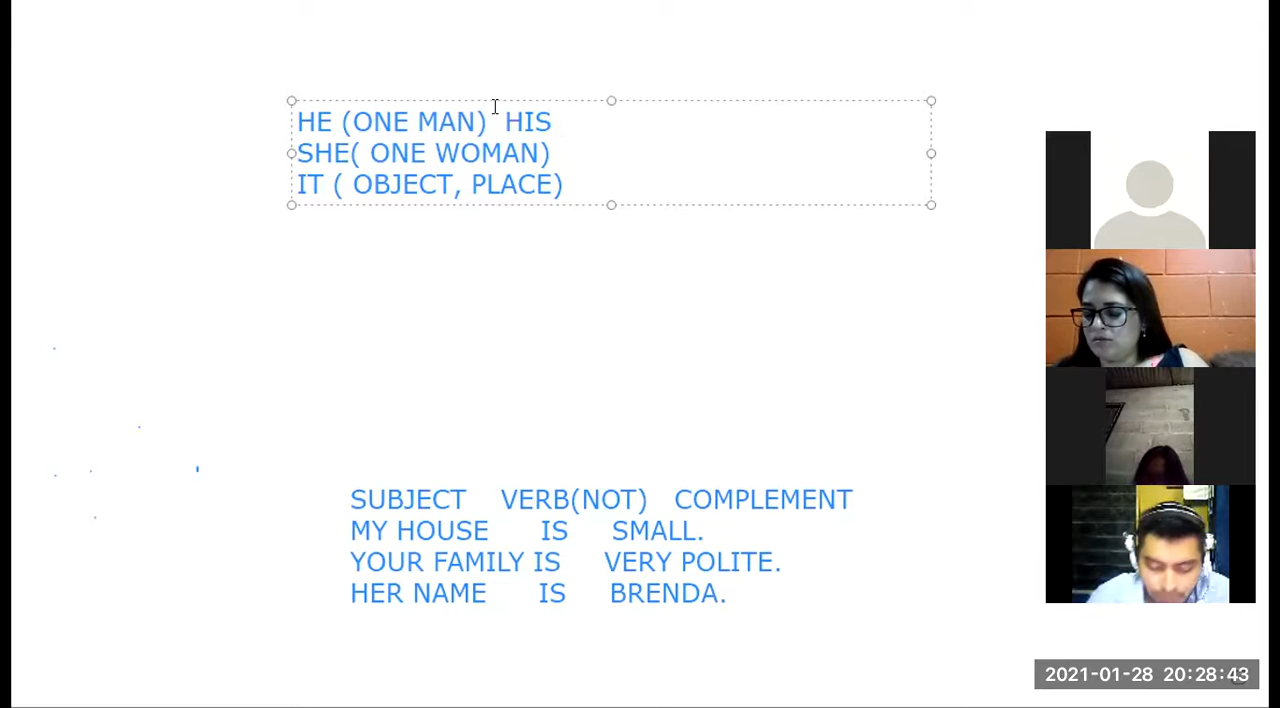 HE (ONE MAN)  HIS
SHE( ONE WOMAN)
IT ( OBJECT, PLACE)
SUBJECT    VERB(NOT)   COMPLEMENT
MY HOUSE      IS     SMALL.
YOUR FAMILY IS     VERY POLITE.
HER NAME      IS     BRENDA.
2021-01-28  20:28:43